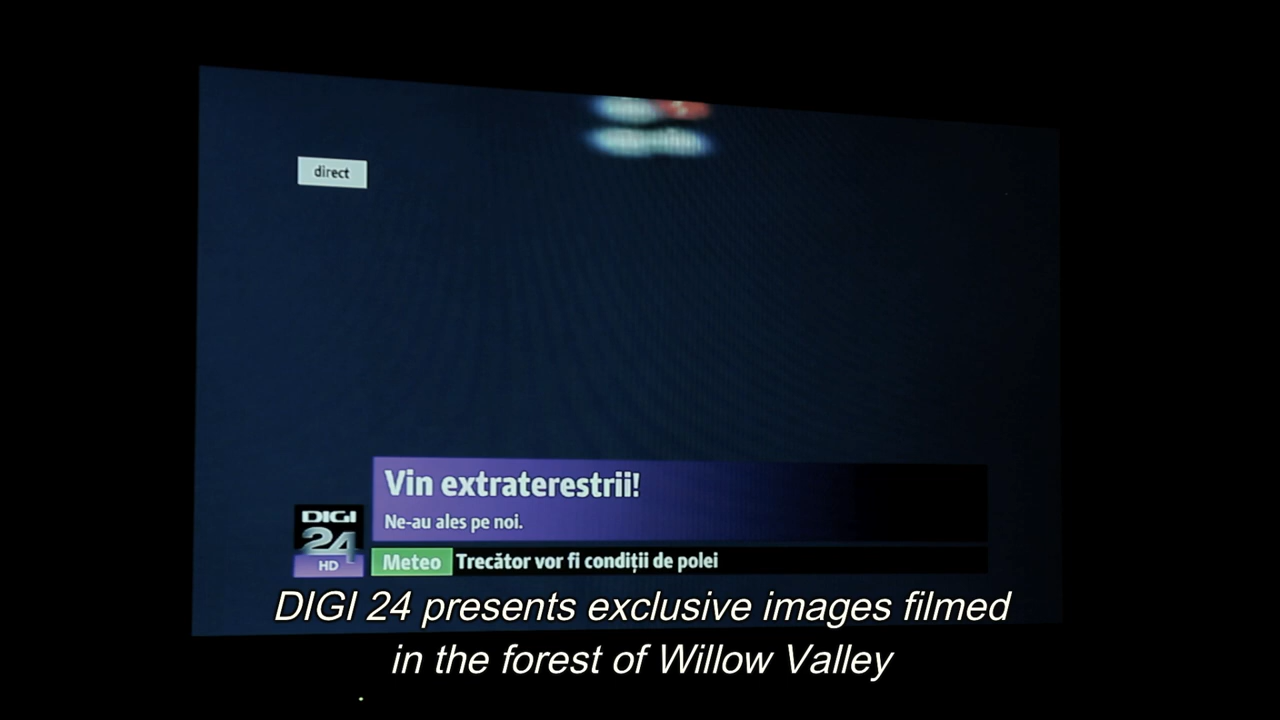 direct
Vin extraterestrii!
Ne-au ales pe noi.
DIGI
24
HD
Meteo Trecător vor fi condiții de polei
DIGI 24 presents exclusive images filmed
in the forest of Willow Valley